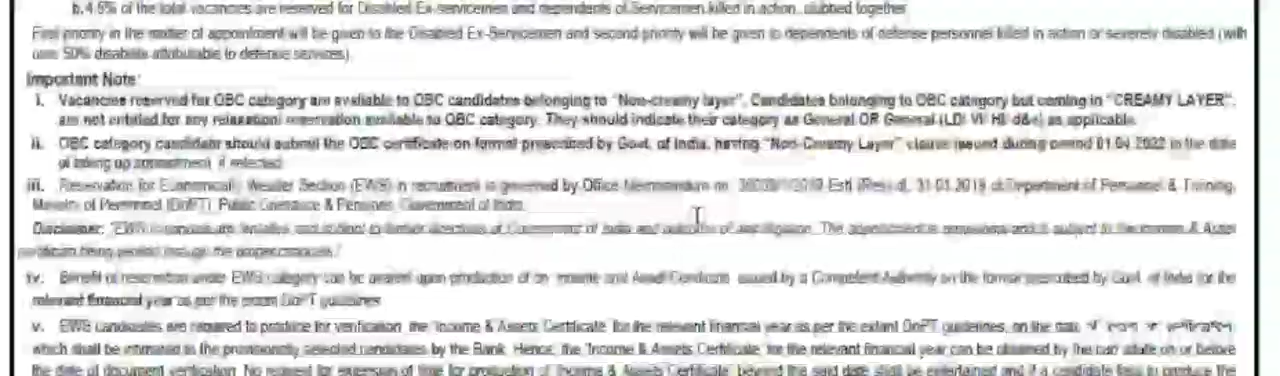 b. 4.5% of the total vacancies are reserved for Disabled Ex-servicemen and dependents of Servicemen killed in action, clubbed together
First priority in the matter of appointment will be given to the Disabled Ex-Servicemen and second priority will be given to dependents of defense personnel killed in action or severely disabled (with
over 50% disability attributable to defence services).
Important Note:
i. Vacancies reserved for OBC category are available to OBC candidates belonging to "Non-creamy layer". Candidates belonging to OBC category but coming in "CREAMY LAYER",
are not entitled for any relaxation/ reservation available to OBC category. They should indicate their category as General OR General (LD/ VI/ HI/ d&e) as applicable.
ii. OBC category candidate should submit the OBC certificate on format prescribed by Govt. of India, having "Non-Creamy Layer" clause issued during period 01.04.2022 to the date
of taking up appointment, if selected.
iii. Reservation for Economically Weaker Section (EWS) in recruitment is governed by Office Memorandum no. Estt (Res) dt. 31.01.2019 of Department of Personnel & Training,
Ministry of Personnel (DoPT), Public Grievance & Pensions, Government of India.
Disclaimer: "EWS is tentative and subject to further directives of Government of India and outcome of any litigation. The appointment is provisional and is subject to the Income & Asset
certificate being verified through the proper channels."
iv. Benefit of reservation under EWS category can be availed upon production of an Income and Asset Certificate issued by a Competent Authority on the format prescribed by Govt. of India for the
relevant financial year as per the extant DoPT guidelines
v. EWS candidates are required to produce for verification, the 'Income & Assets Certificate' for the relevant financial year as per the extant DoPT guidelines, on the date of verification,
which shall be intimated to the provisionally selected candidates by the Bank. Hence, the 'Income & Assets Certificate' for the relevant financial year can be obtained by the candidate on or before
the date of document verification. No request for extension of time for production of 'Income & Assets Certificate' beyond the said date shall be entertained and if a candidate fails to produce the